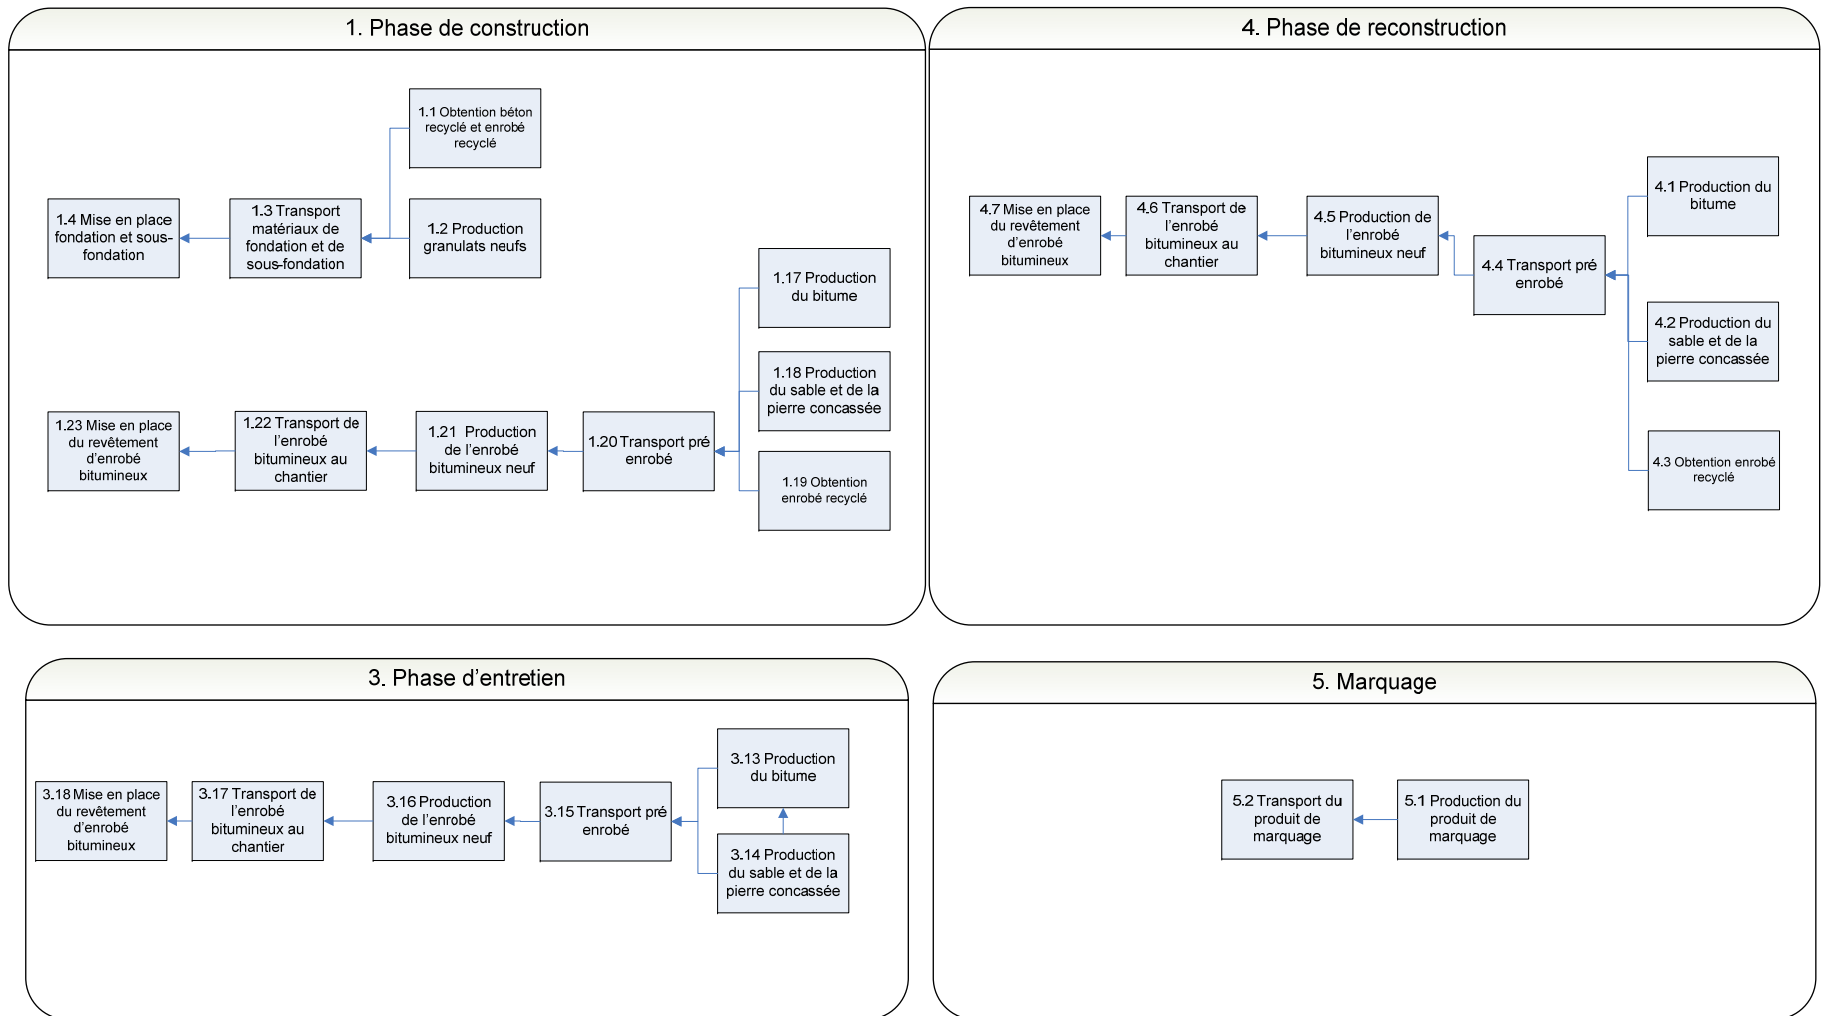 1. Phase de construction
1.1 Obtention béton
recyclé et enrobé
recyclé
1.4 Mise en place
fondation et sous-
fondation
1.3 Transport
matériaux de
fondation et de
sous-fondation
1.2 Production
granulats neufs
1.17 Production
du bitume
1.18 Production
du sable et de la
pierre concassée
1.23 Mise en place
du revêtement
d'enrobé
bitumineux
1.22 Transport de
l'enrobé
bitumineux au
chantier
1.21 Production
de l'enrobé
bitumineux neuf
1.20 Transport pré
enrobé
1.19 Obtention
enrobé recyclé
4. Phase de reconstruction
4.1 Production du
bitume
4.7 Mise en place
du revêtement
d'enrobé
bitumineux
4.6 Transport de
l'enrobé
bitumineux au
chantier
4.5 Production de
l'enrobé
bitumineux neuf
4.4 Transport pré
enrobé
4.2 Production du
sable et de la
pierre concassée
4.3 Obtention enrobé
recyclé
3. Phase d'entretien
3.13 Production
du bitume
3.18 Mise en place
du revêtement
d'enrobé
bitumineux
3.17 Transport de
l'enrobé
bitumineux au
chantier
3.16 Production
de l'enrobé
bitumineux neuf
3.15 Transport pré
enrobé
3.14 Production
du sable et de la
pierre concassée
5. Marquage
5.2 Transport du
produit de
marquage
5.1 Production du
produit de
marquage